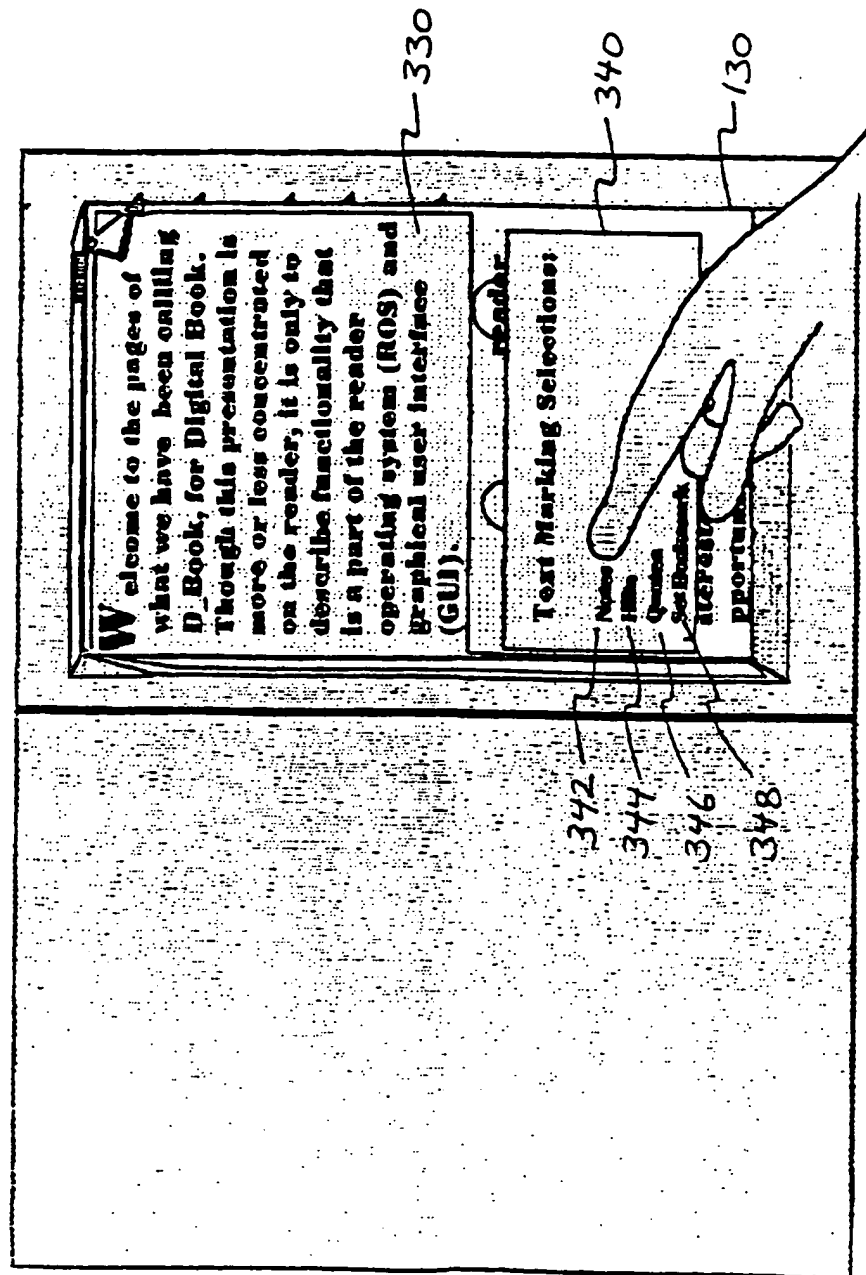 Welcome to the pages of
what we have been calling
D_Book, for Digital Book.
Though this presentation is
more or less concentrated
on the reader, it is only to
describe functionality that
is a part of the reader
operating system (ROS) and
graphical user interface
(GUI).
reader
Text Marking Selections:
Notes
Quotes
Set Bookmark
330
340
130
342
344
346
348